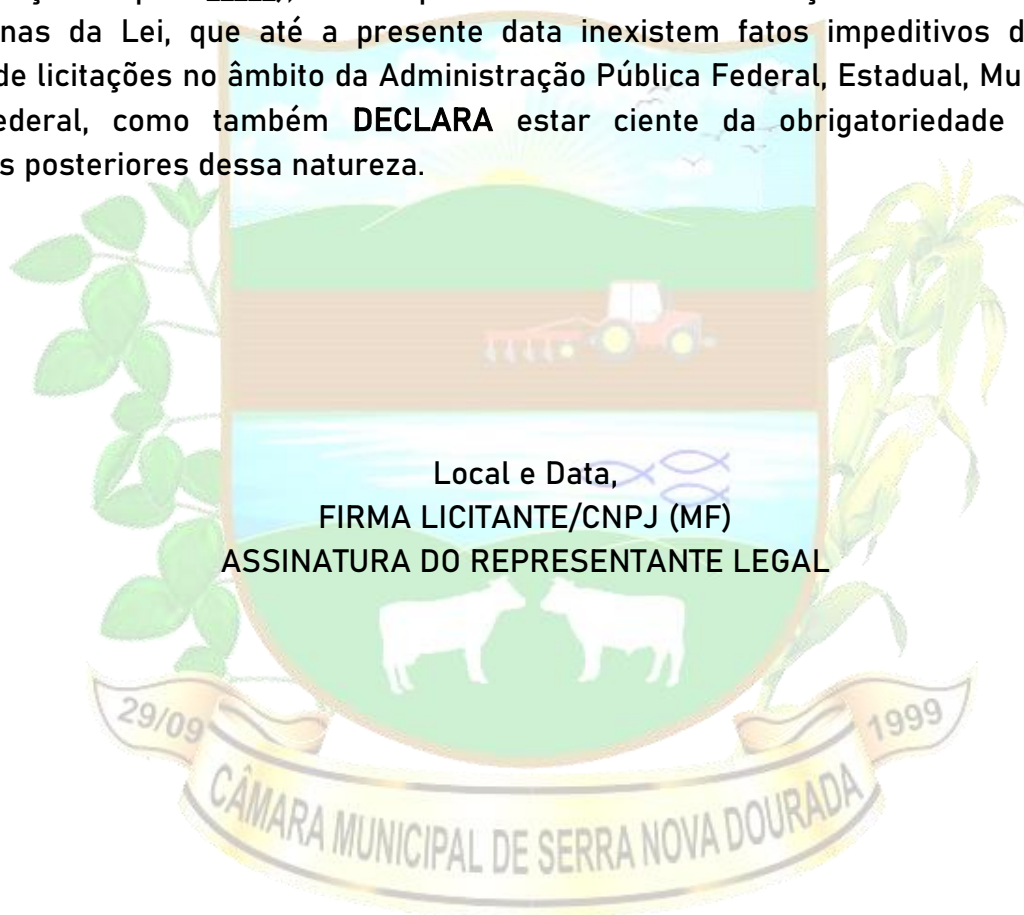 nas da Lei, que até a presente data inexistem fatos impeditivos d
de licitações no âmbito da Administração Pública Federal, Estadual, Mu
ederal, como também DECLARA estar ciente da obrigatoriedade
s posteriores dessa natureza.
Local e Data,
FIRMA LICITANTE/CNPJ (MF)
ASSINATURA DO REPRESENTANTE LEGAL
29/09
1999
CÂMARA MUNICIPAL DE SERRA NOVA DOURADA